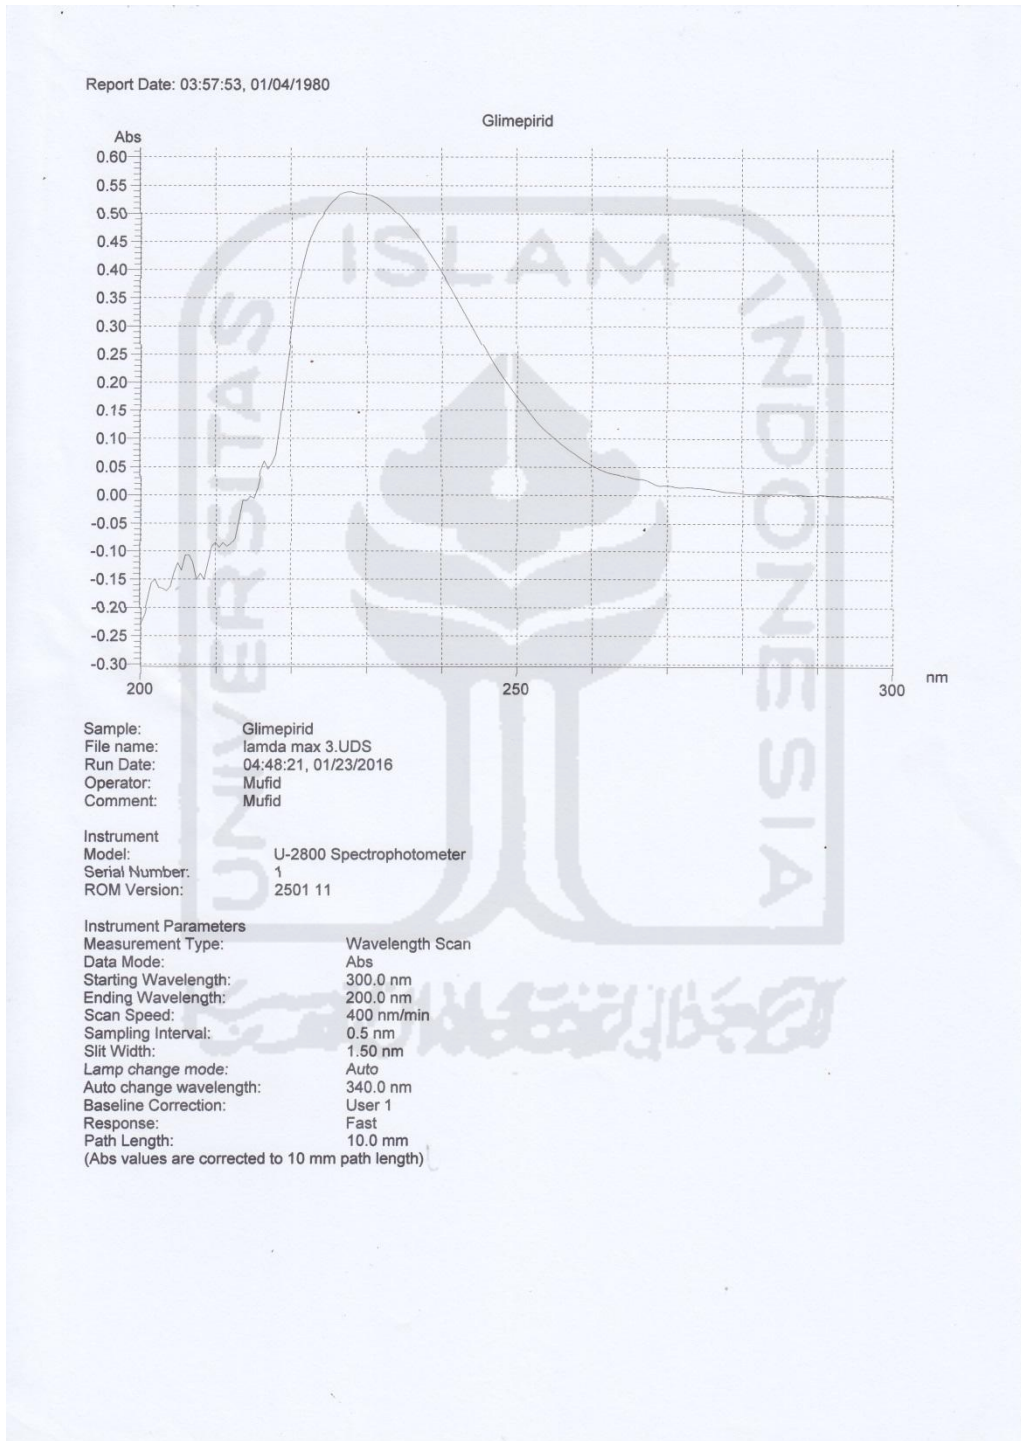 Report Date: 03:57:53, 01/04/1980
Glimepirid
Abs
0.60
0.55
0.50
0.45
0.40
0.35
0.30
0.25
0.20
0.15
0.10
0.05
0.00
-0.05
-0.10
-0.15
-0.20
-0.25
-0.30
200
250
300
nm
UNIVERSITAS
ISLAM
INDONESIA
Sample: Glimepirid
File name: lamda max 3.UDS
Run Date: 04:48:21, 01/23/2016
Operator: Mufid
Comment: Mufid
Instrument
Model: U-2800 Spectrophotometer
Serial Number: 1
ROM Version: 2501 11
Instrument Parameters
Measurement Type: Wavelength Scan
Data Mode: Abs
Starting Wavelength: 300.0 nm
Ending Wavelength: 200.0 nm
Scan Speed: 400 nm/min
Sampling Interval: 0.5 nm
Slit Width: 1.50 nm
Lamp change mode: Auto
Auto change wavelength: 340.0 nm
Baseline Correction: User 1
Response: Fast
Path Length: 10.0 mm
(Abs values are corrected to 10 mm path length)